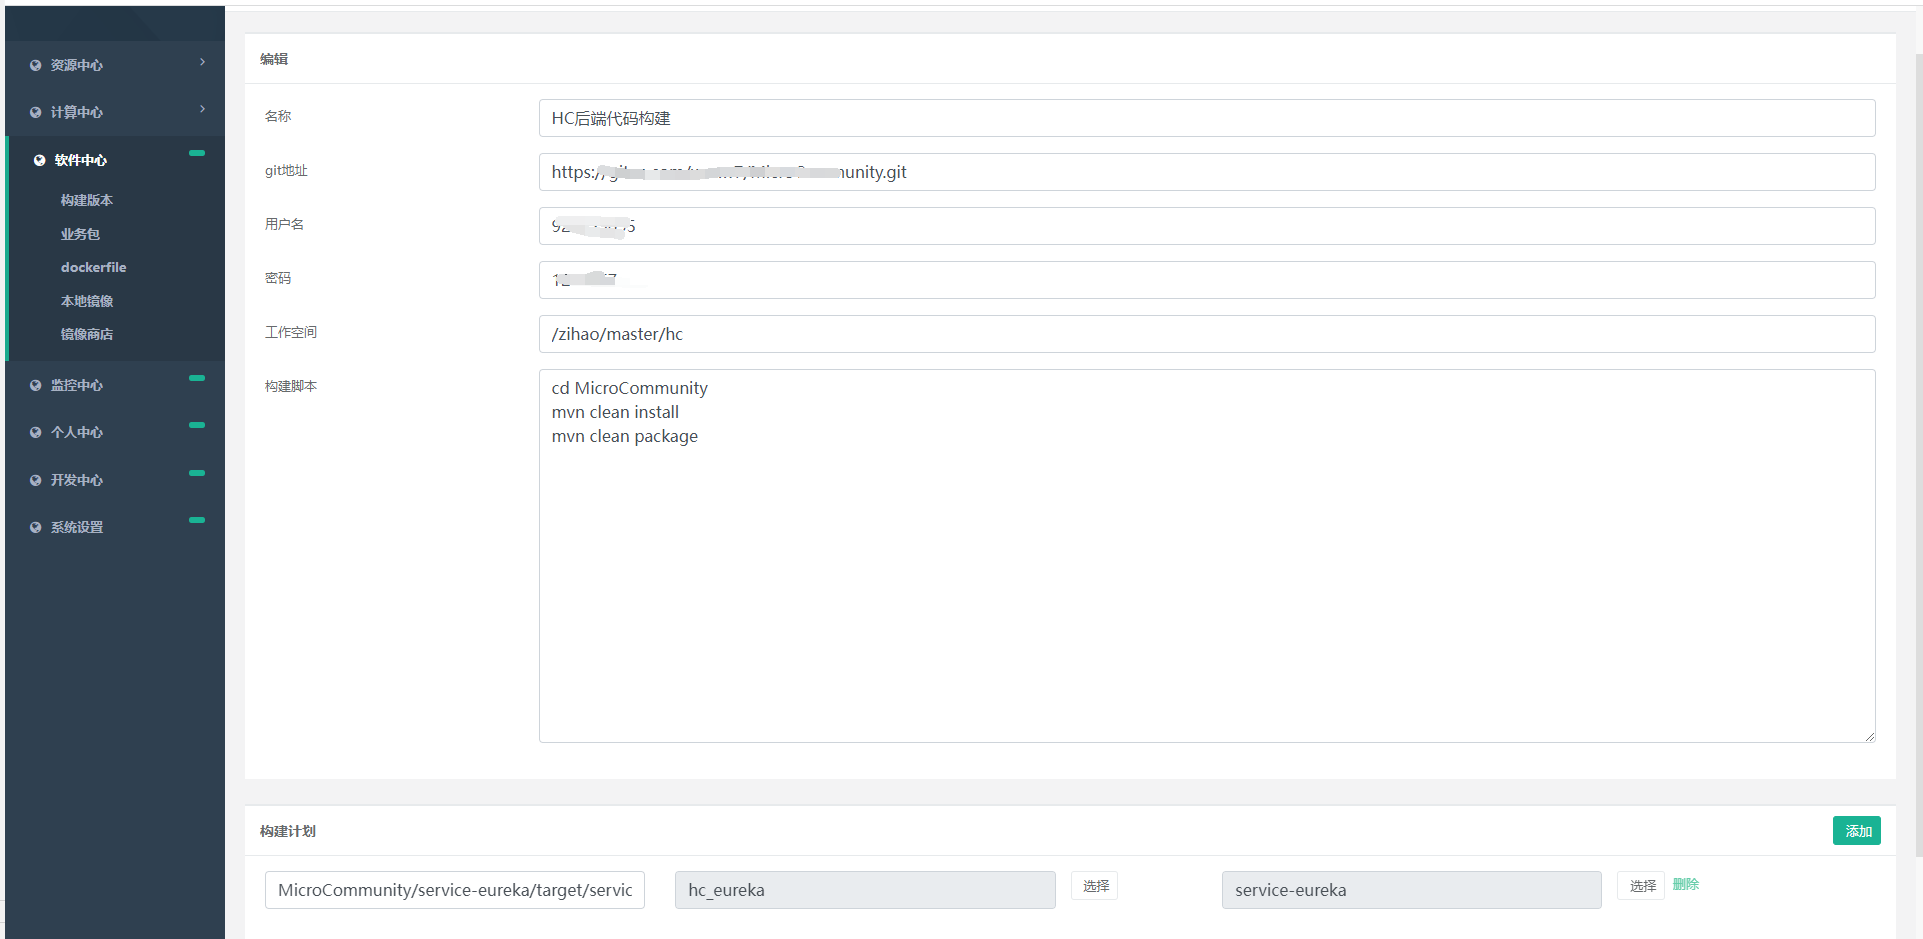 资源中心
计算中心
软件中心
构建版本
业务包
dockerfile
本地镜像
镜像商店
监控中心
个人中心
开发中心
系统设置
编辑
名称
HC后端代码构建
git地址
https:/ unity.git
用户名
密码
工作空间
/zihao/master/hc
构建脚本
cd MicroCommunity
mvn clean install
mvn clean package
构建计划
添加
MicroCommunity/service-eureka/target/servic
hc_eureka
选择
service-eureka
选择
删除